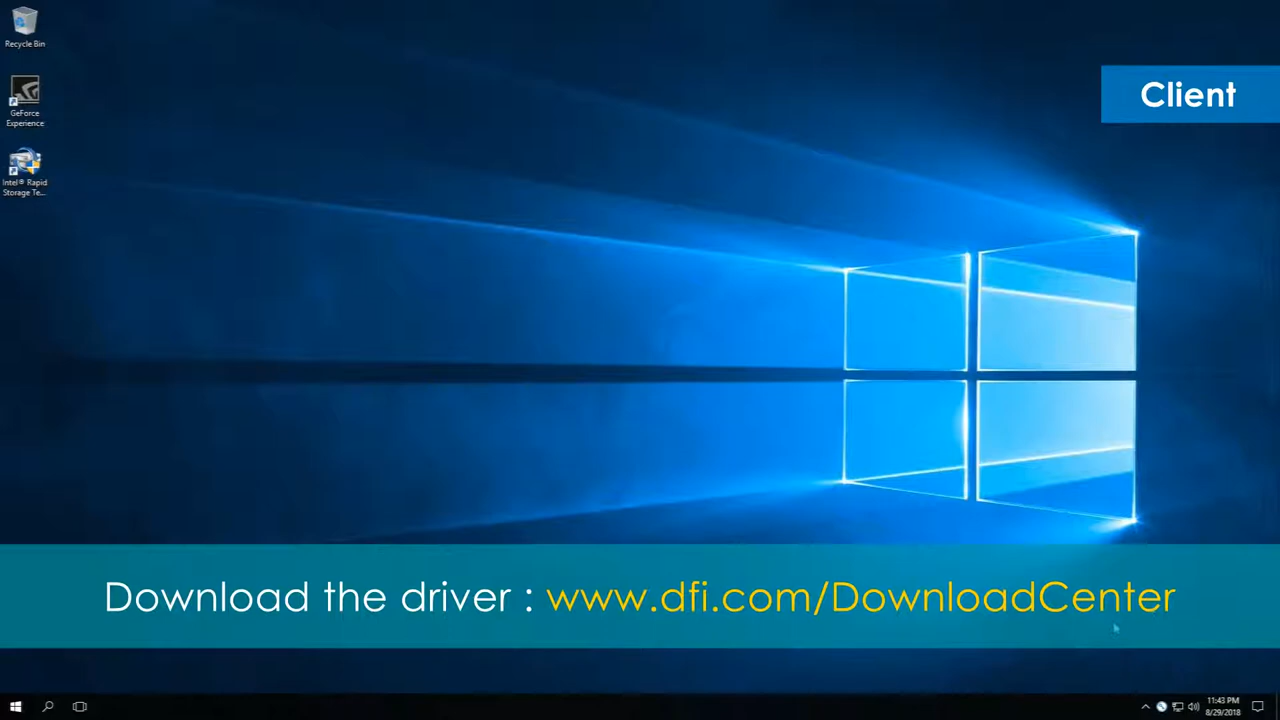 Recycle Bin
Client
GeForce
Experience
Intel® Rapid
Storage Te...
Download the driver : www.dfi.com/DownloadCenter
11:43 PM
8/29/2018